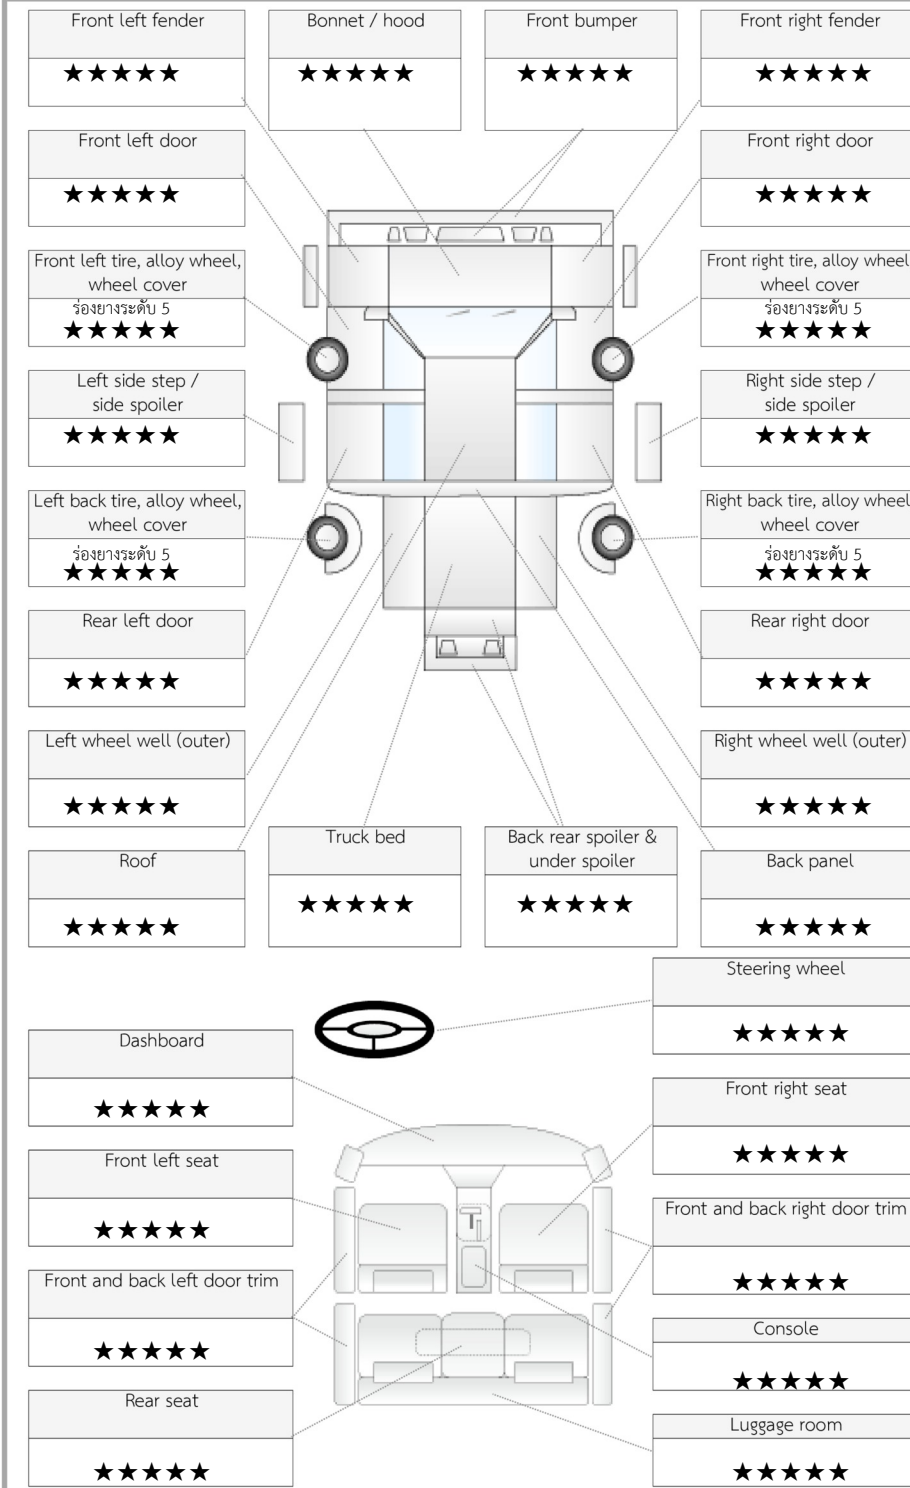 Front left fender
★★★★★
Bonnet / hood
★★★★★
Front bumper
★★★★★
Front right fender
★★★★★
Front left door
★★★★★
Front right door
★★★★★
Front left tire, alloy wheel,
wheel cover
ร่องยางระดับ 5
★★★★★
Front right tire, alloy wheel
wheel cover
ร่องยางระดับ 5
★★★★★
Left side step /
side spoiler
★★★★★
Right side step /
side spoiler
★★★★★
Left back tire, alloy wheel,
wheel cover
ร่องยางระดับ 5
★★★★★
Right back tire, alloy wheel
wheel cover
ร่องยางระดับ 5
★★★★★
Rear left door
★★★★★
Rear right door
★★★★★
Left wheel well (outer)
★★★★★
Right wheel well (outer)
★★★★★
Roof
★★★★★
Truck bed
★★★★★
Back rear spoiler &
under spoiler
★★★★★
Back panel
★★★★★
Steering wheel
★★★★★
Dashboard
★★★★★
Front right seat
★★★★★
Front left seat
★★★★★
Front and back right door trim
★★★★★
Front and back left door trim
★★★★★
Console
★★★★★
Rear seat
★★★★★
Luggage room
★★★★★